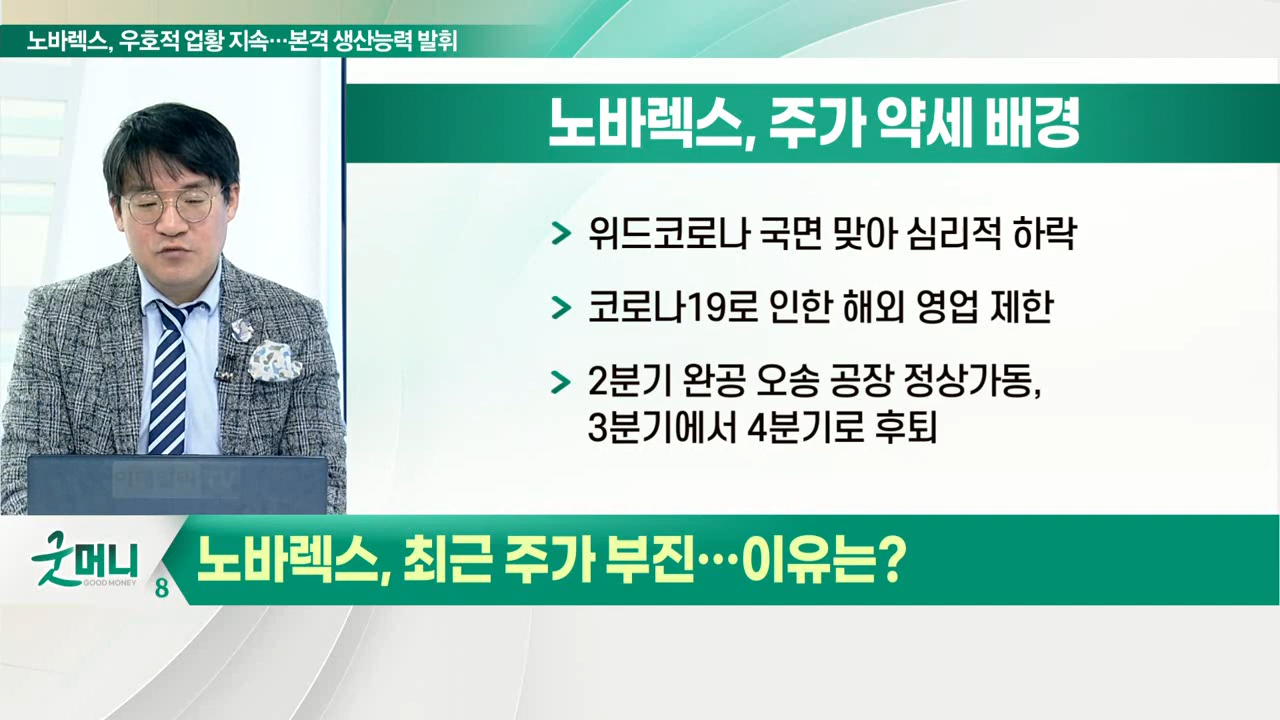 노바렉스, 우호적 업황 지속…본격 생산능력 발휘
노바렉스, 주가 약세 배경
> 위드코로나 국면 맞아 심리적 하락
> 코로나19로 인한 해외 영업 제한
> 2분기 완공 오송 공장 정상가동,
3분기에서 4분기로 후퇴
굿머니
GOOD MONEY
8
노바렉스, 최근 주가 부진…이유는?